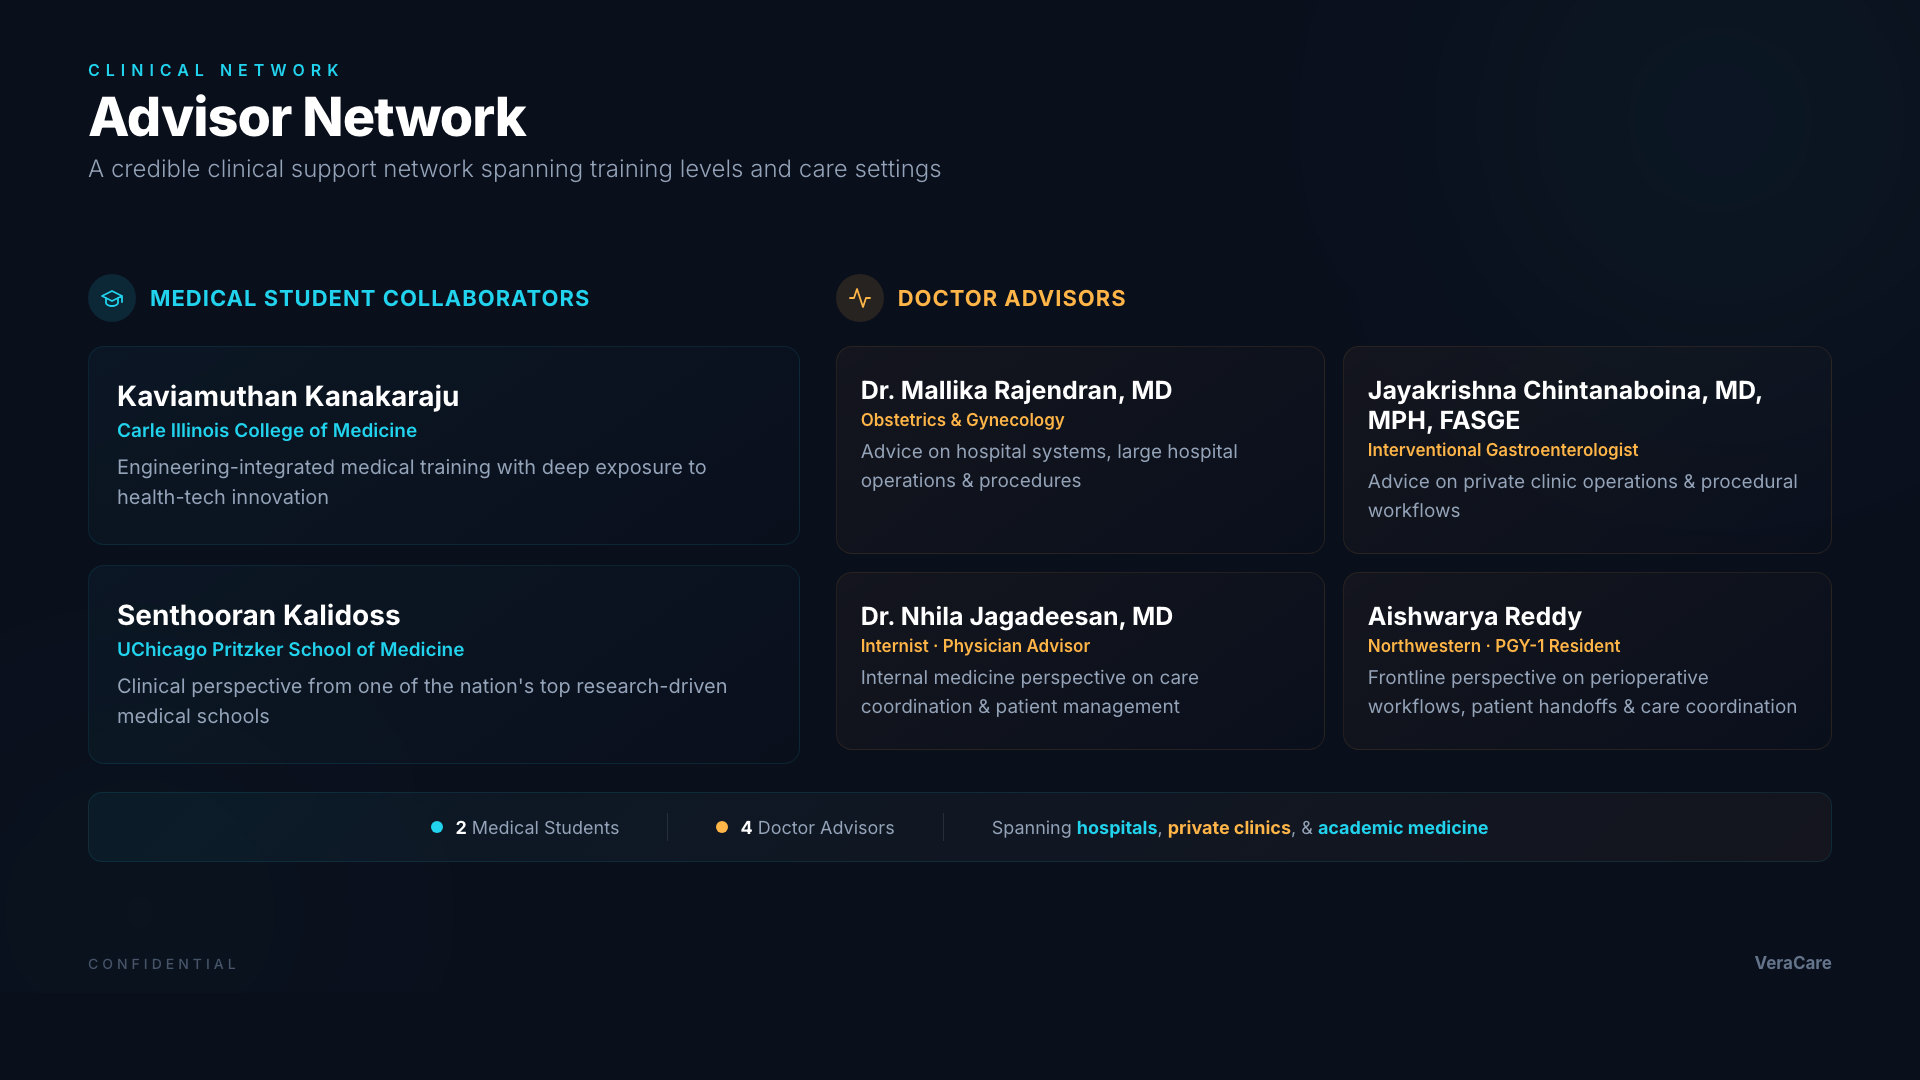 CLINICAL NETWORK
Advisor Network
A credible clinical support network spanning training levels and care settings
MEDICAL STUDENT COLLABORATORS
Kaviamuthan Kanakaraju
Carle Illinois College of Medicine
Engineering-integrated medical training with deep exposure to
health-tech innovation
Senthooran Kalidoss
UChicago Pritzker School of Medicine
Clinical perspective from one of the nation's top research-driven
medical schools
DOCTOR ADVISORS
Dr. Mallika Rajendran, MD
Obstetrics & Gynecology
Advice on hospital systems, large hospital
operations & procedures
Jayakrishna Chintanaboina, MD,
MPH, FASGE
Interventional Gastroenterologist
Advice on private clinic operations & procedural
workflows
Dr. Nhila Jagadeesan, MD
Internist · Physician Advisor
Internal medicine perspective on care
coordination & patient management
Aishwarya Reddy
Northwestern · PGY-1 Resident
Frontline perspective on perioperative
workflows, patient handoffs & care coordination
2 Medical Students
4 Doctor Advisors
Spanning hospitals, private clinics, & academic medicine
CONFIDENTIAL
VeraCare